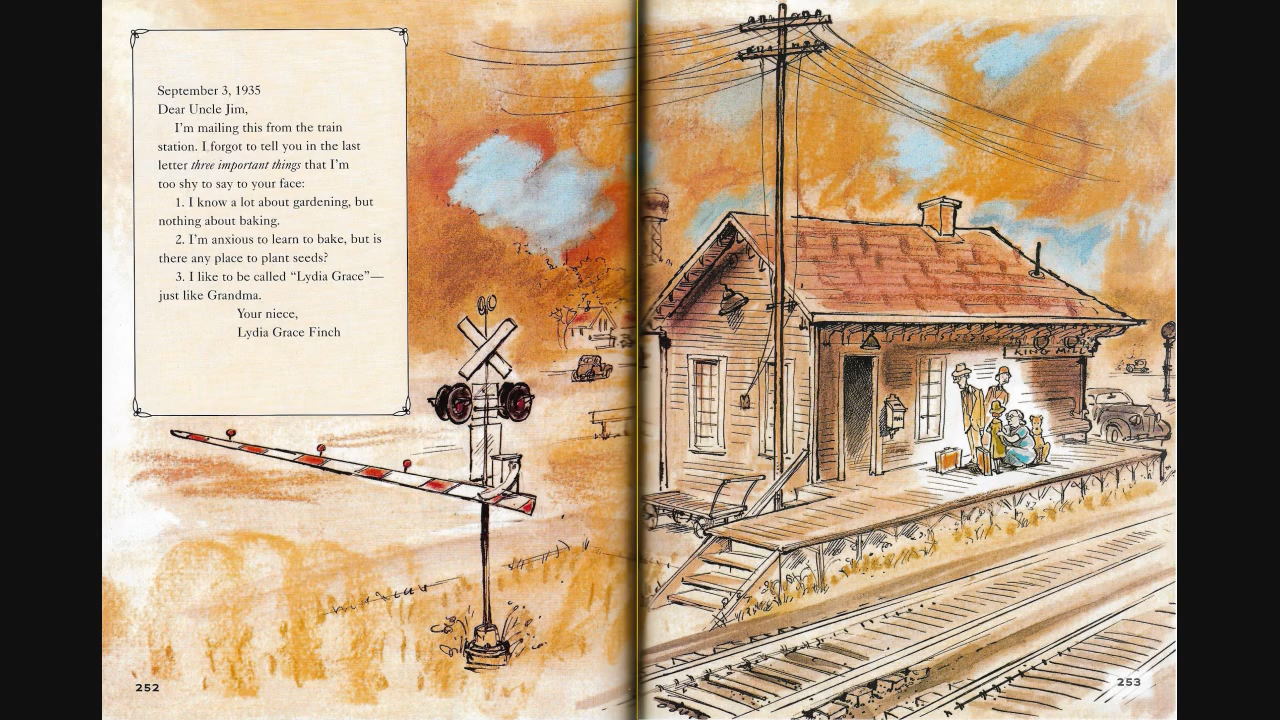 September 3, 1935
Dear Uncle Jim,
I'm mailing this from the train
station. I forgot to tell you in the last
letter three important things that I'm
too shy to say to your face:
1. I know a lot about gardening, but
nothing about baking.
2. I'm anxious to learn to bake, but is
there any place to plant seeds?
3. I like to be called “Lydia Grace”—
just like Grandma.
Your niece,
Lydia Grace Finch
252
253